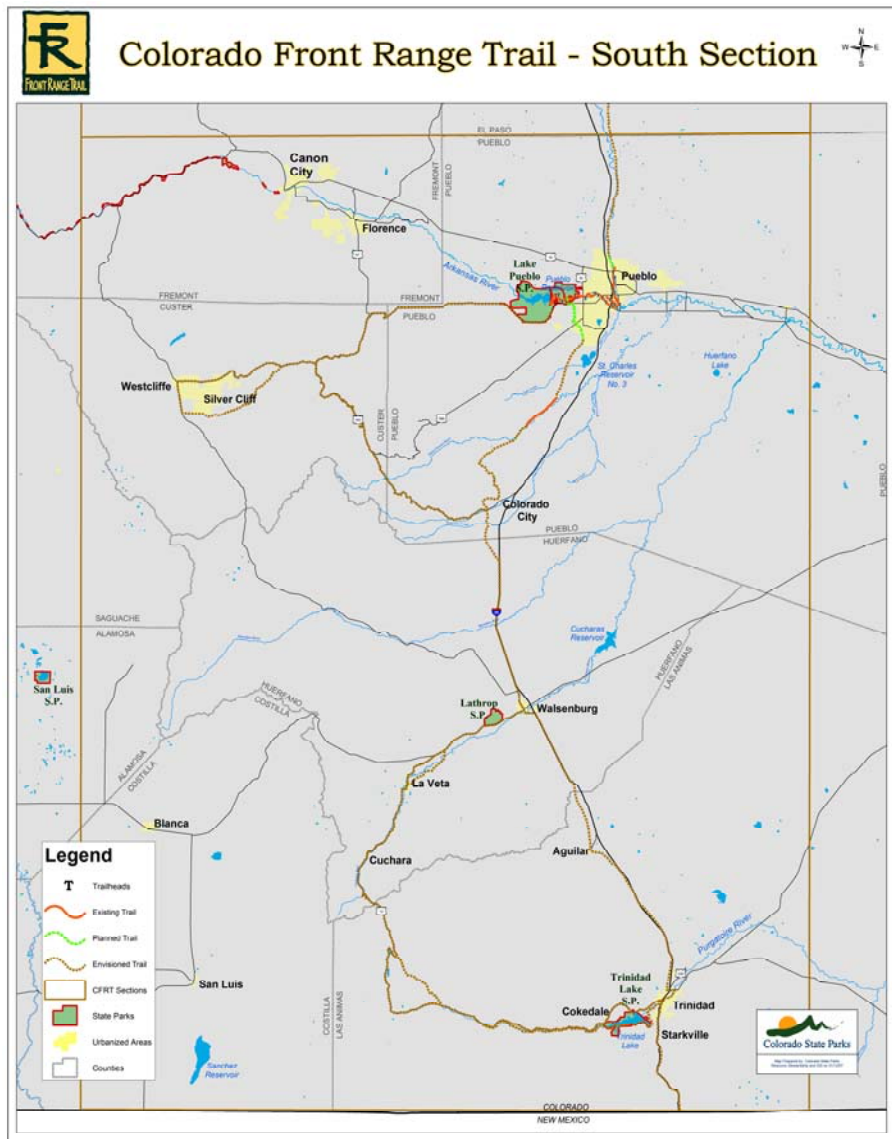 FR
FRONT RANGE TRAIL
Colorado Front Range Trail - South Section
N
W
E
S
EL PASO
PUEBLO
Canon
City
FREMONT
PUEBLO
Florence
Arkansas River
Lake
Pueblo
S.P.
Pueblo
Pueblo
FREMONT
CUSTER
FREMONT
PUEBLO
Westcliffe
Silver Cliff
St. Charles
Reservoir
No. 3
Huerfano
Lake
CUSTER
PUEBLO
PUEBLO
Colorado
City
PUEBLO
HUERFANO
SAGUACHE
ALAMOSA
Cucharas
Reservoir
HUERFANO
LAS ANIMAS
San Luis
S.P.
HUERFANO
COSTILLA
Lathrop
S.P.
Walsenburg
ALAMOSA
COSTILLA
La Veta
Blanca
Cuchara
Aguilar
Legend
T Trailheads
Existing Trail
Planned Trail
Envisioned Trail
CFRT Sections
State Parks
Urbanized Areas
Counties
San Luis
Sanchez
Reservoir
COSTILLA
LAS ANIMAS
Purgatoire River
Trinidad
Lake
S.P.
Cokedale
Trinidad
Trinidad
Lake
Starkville
Colorado State Parks
COLORADO
NEW MEXICO